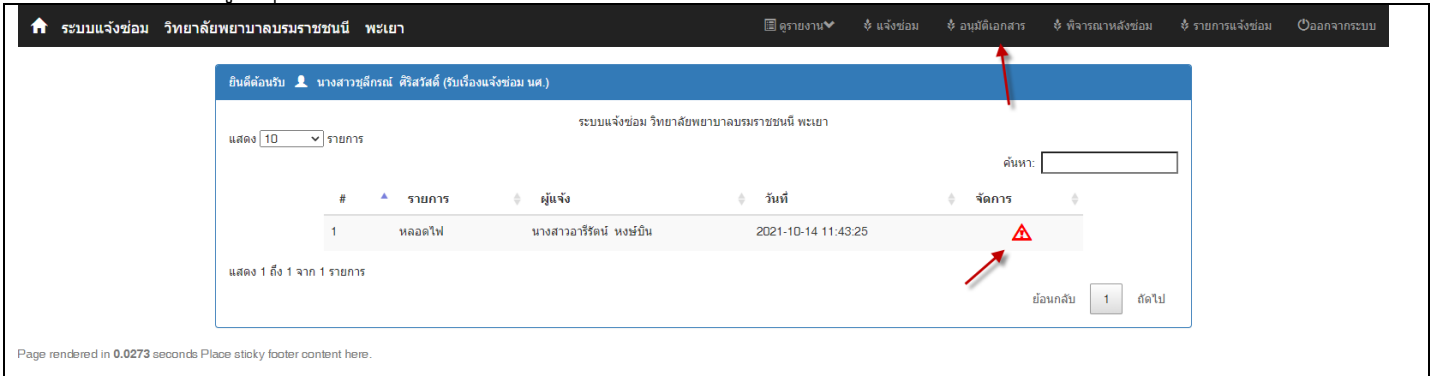 ระบบแจ้งซ่อม วิทยาลัยพยาบาลบรมราชชนนี พะเยา ดูรายงาน แจ้งซ่อม อนุมัติเอกสาร พิจารณาหลังซ่อม รายการแจ้งซ่อม ออกจากระบบ
ยินดีต้อนรับ นางสาวชุลีกรณ์ ศิริสวัสดิ์ (รับเรื่องแจ้งซ่อม นศ.)
ระบบแจ้งซ่อม วิทยาลัยพยาบาลบรมราชชนนี พะเยา
แสดง 10 รายการ
ค้นหา:
# รายการ ผู้แจ้ง วันที่ จัดการ
1 หลอดไฟ นางสาวอารีรัตน์ หงษ์บิน 2021-10-14 11:43:25
แสดง 1 ถึง 1 จาก 1 รายการ
ย้อนกลับ 1 ถัดไป
Page rendered in 0.0273 seconds Place sticky footer content here.